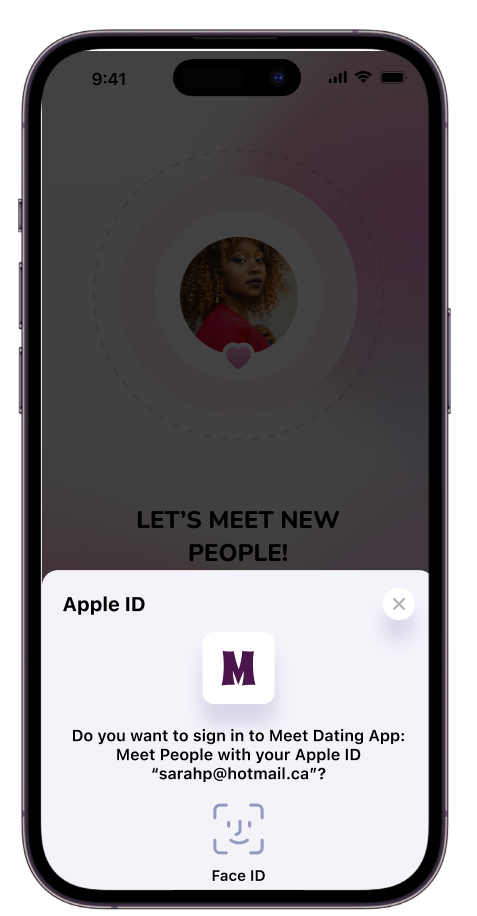 9:41
LET’S MEET NEW
PEOPLE!
Apple ID
M
Do you want to sign in to Meet Dating App:
Meet People with your Apple ID
“sarahp@hotmail.ca”?
Face ID